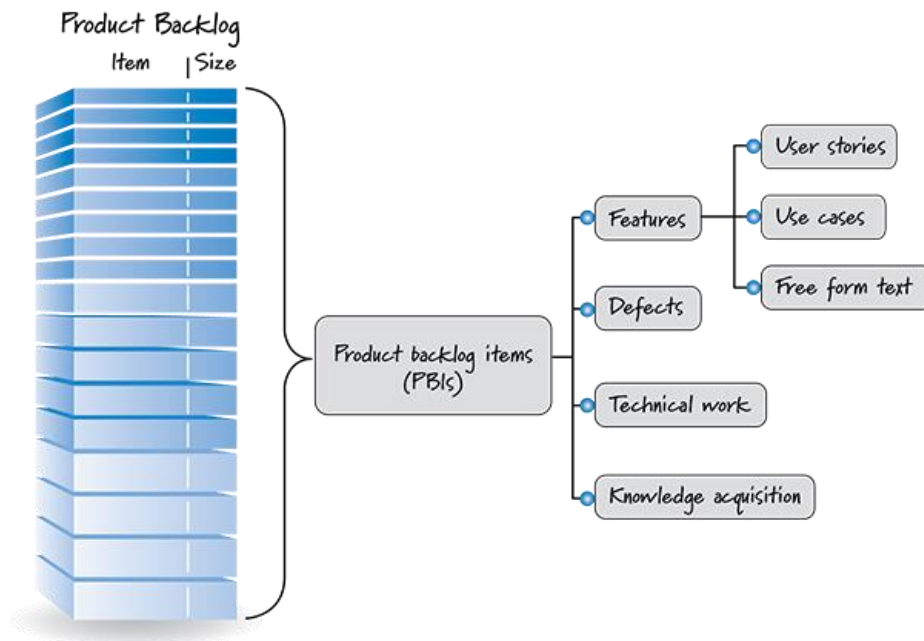 Product Backlog
Item | Size
User stories
Features
Use cases
Free form text
Defects
Product backlog items
(PBIs)
Technical work
Knowledge acquisition